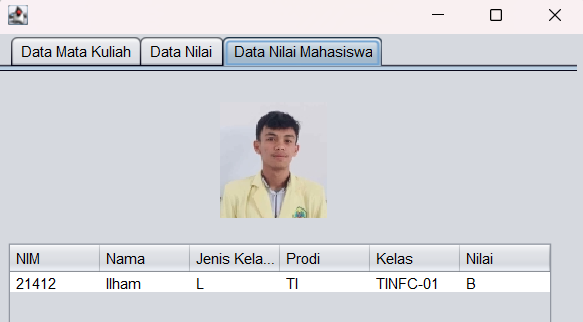 Data Mata Kuliah Data Nilai Data Nilai Mahasiswa
NIM Nama Jenis Kela... Prodi Kelas Nilai
21412 Ilham L TI TINFC-01 B